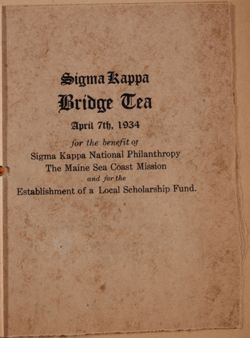 Sigma Kappa
Bridge Tea
April 7th, 1934
for the benefit of
Sigma Kappa National Philanthropy
The Maine Sea Coast Mission
and for the
Establishment of a Local Scholarship Fund.